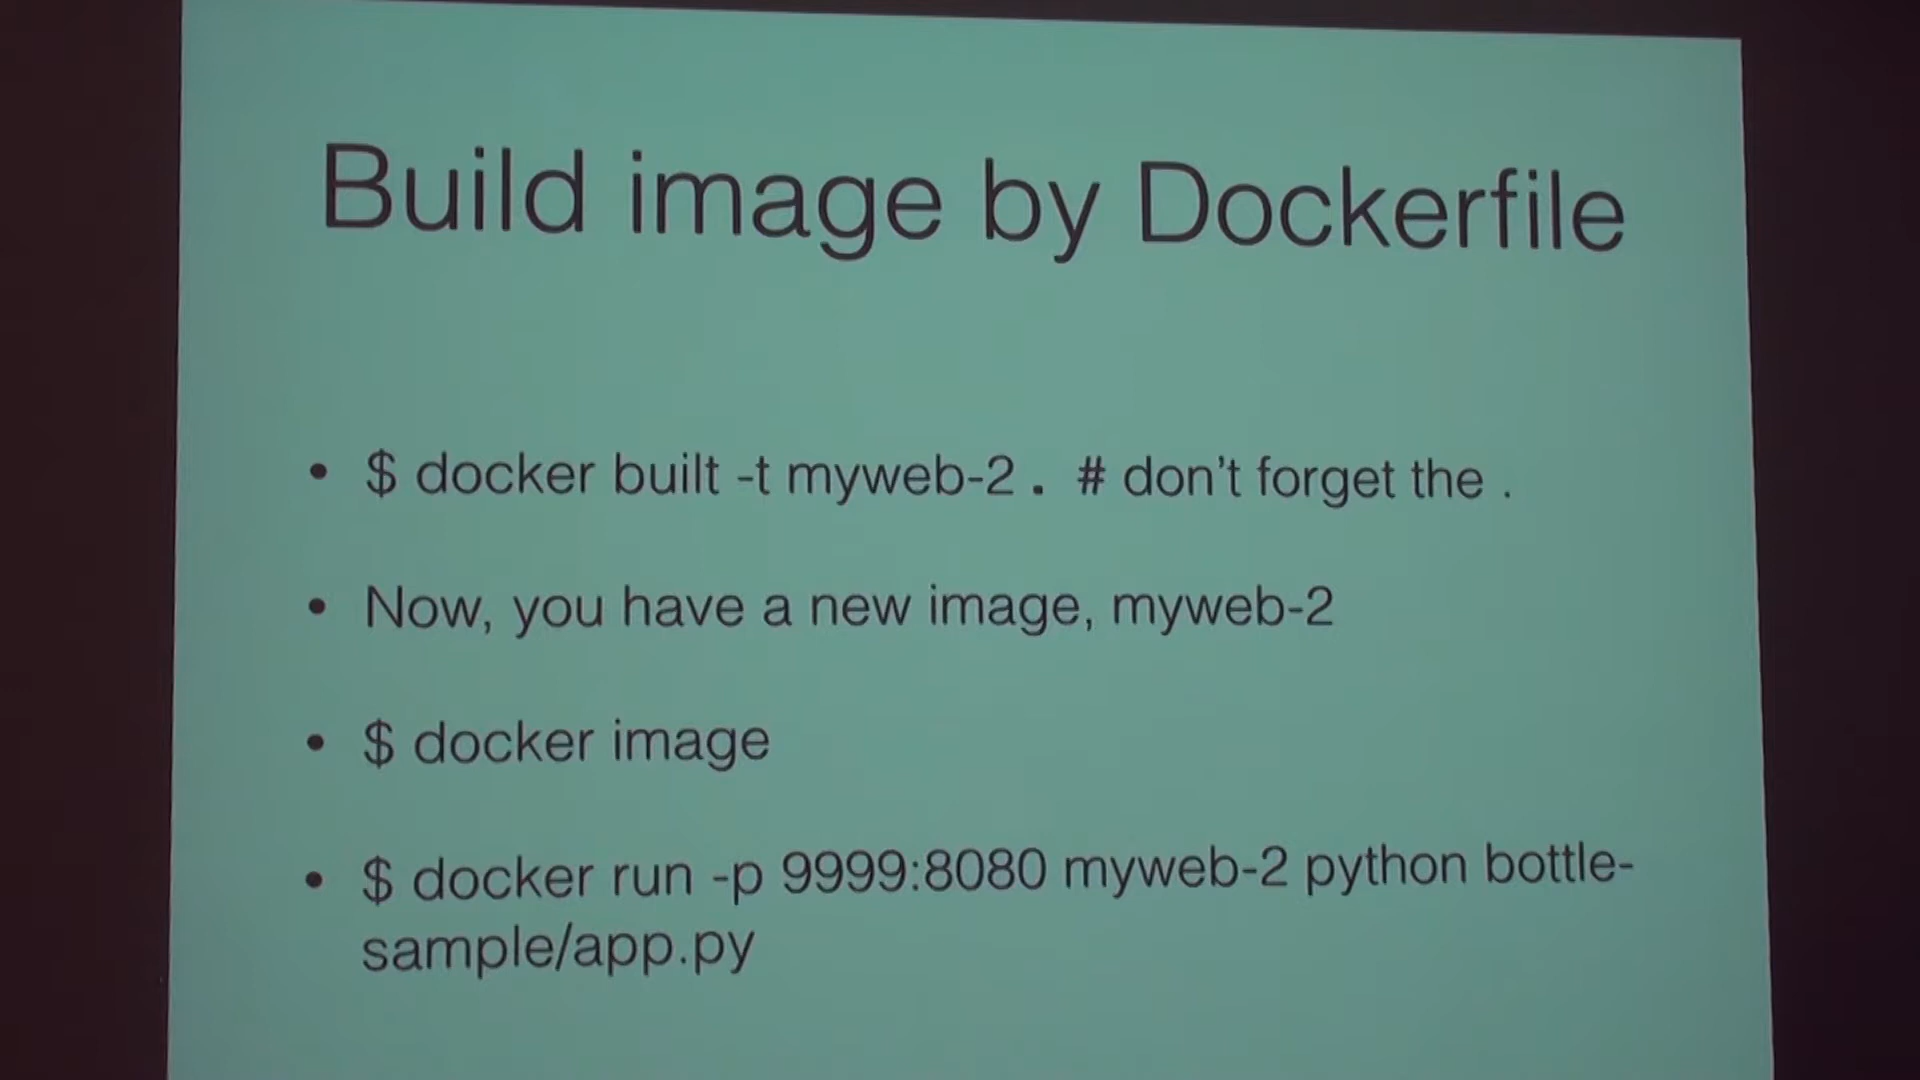 Build image by Dockerfile
• $ docker built -t myweb-2 . # don't forget the .
• Now, you have a new image, myweb-2
• $ docker image
• $ docker run -p 9999:8080 myweb-2 python bottle-
sample/app.py